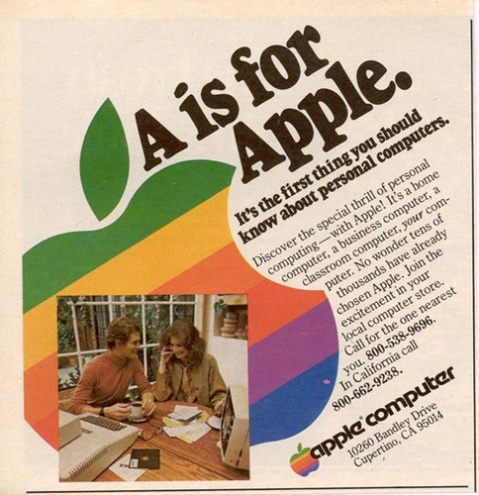 A is for
Apple.
It's the first thing you should
know about personal computers.
Discover the special thrill of personal
computing—with Apple! It's a home
computer, a business computer, a
classroom computer, your com-
puter. No wonder tens of
thousands have already
chosen Apple. Join the
excitement in your
local computer store.
Call for the one nearest
you. 800-538-9696.
In California call
800-662-9238.
apple computer
10260 Bandley Drive
Cupertino, CA 95014